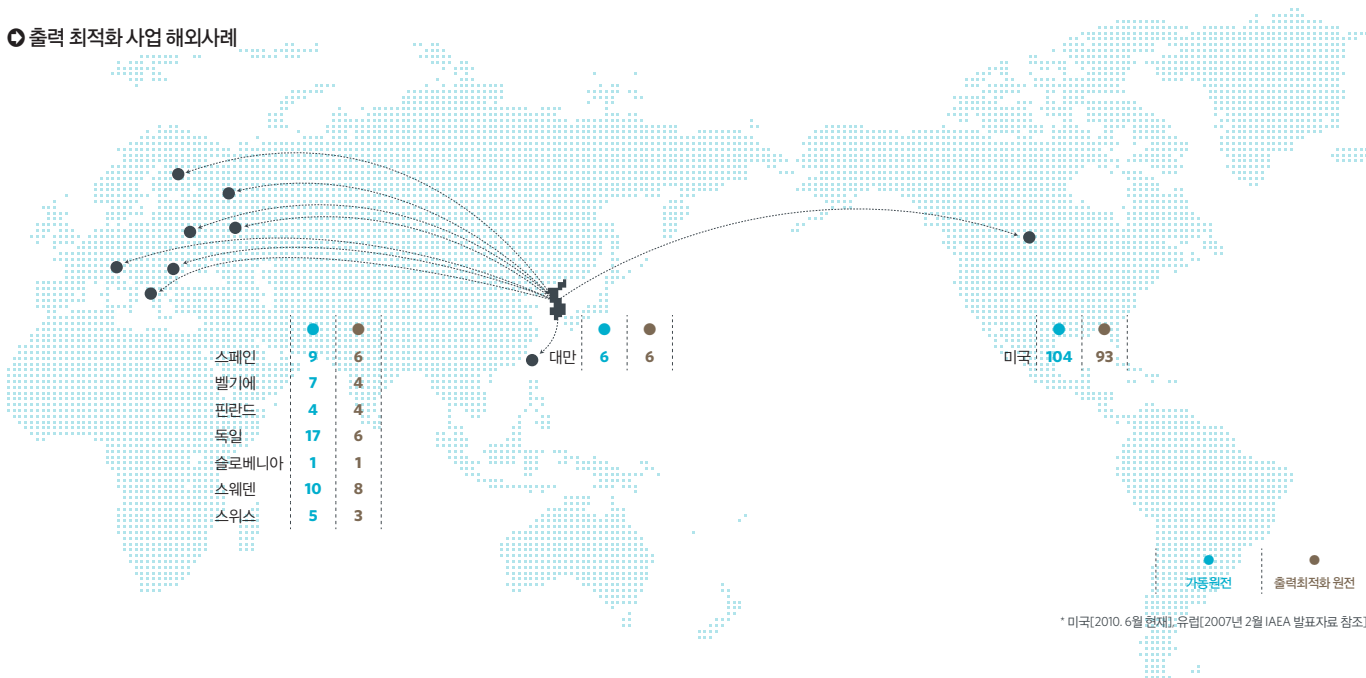 출력 최적화 사업 해외사례
스페인 9 6
벨기에 7 4
핀란드 4 4
독일 17 6
슬로베니아 1 1
스웨덴 10 8
스위스 5 3
대만 6 6
미국 104 93
가동원전
출력최적화 원전
* 미국[2010. 6월 현재], 유럽[2007년 2월 IAEA 발표자료 참조]